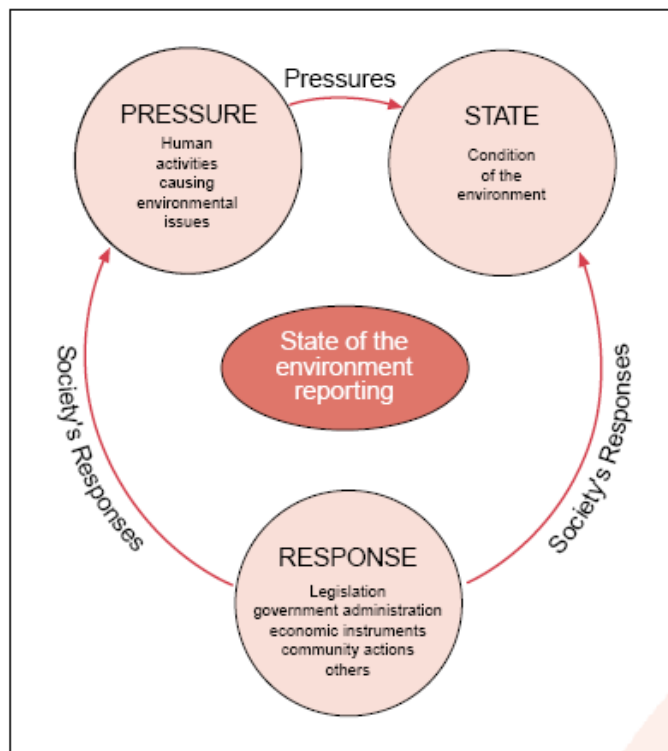 Pressures
PRESSURE
Human
activities
causing
environmental
issues
STATE
Condition
of the
environment
State of the
environment
reporting
Society's Responses
Society's Responses
RESPONSE
Legislation
government administration
economic instruments
community actions
others